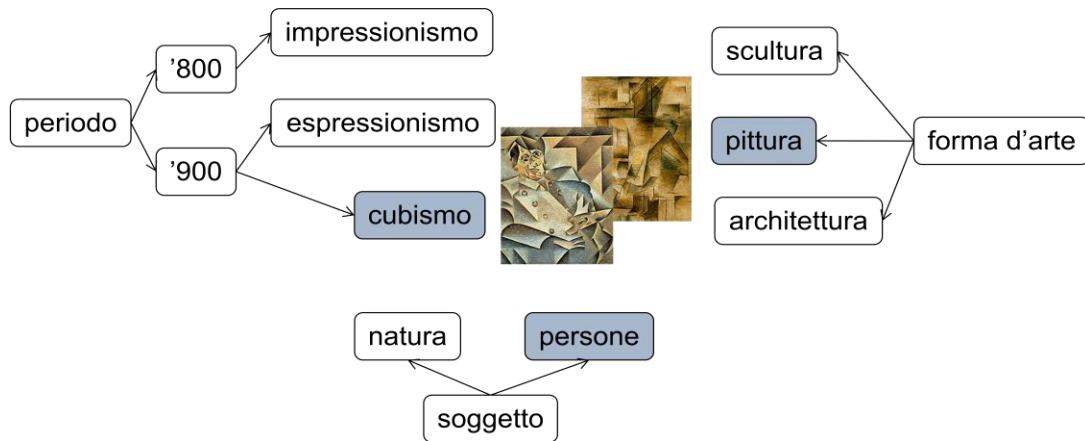 impressionismo
'800
periodo
espressionismo
'900
cubismo
scultura
pittura
forma d'arte
architettura
natura
persone
soggetto